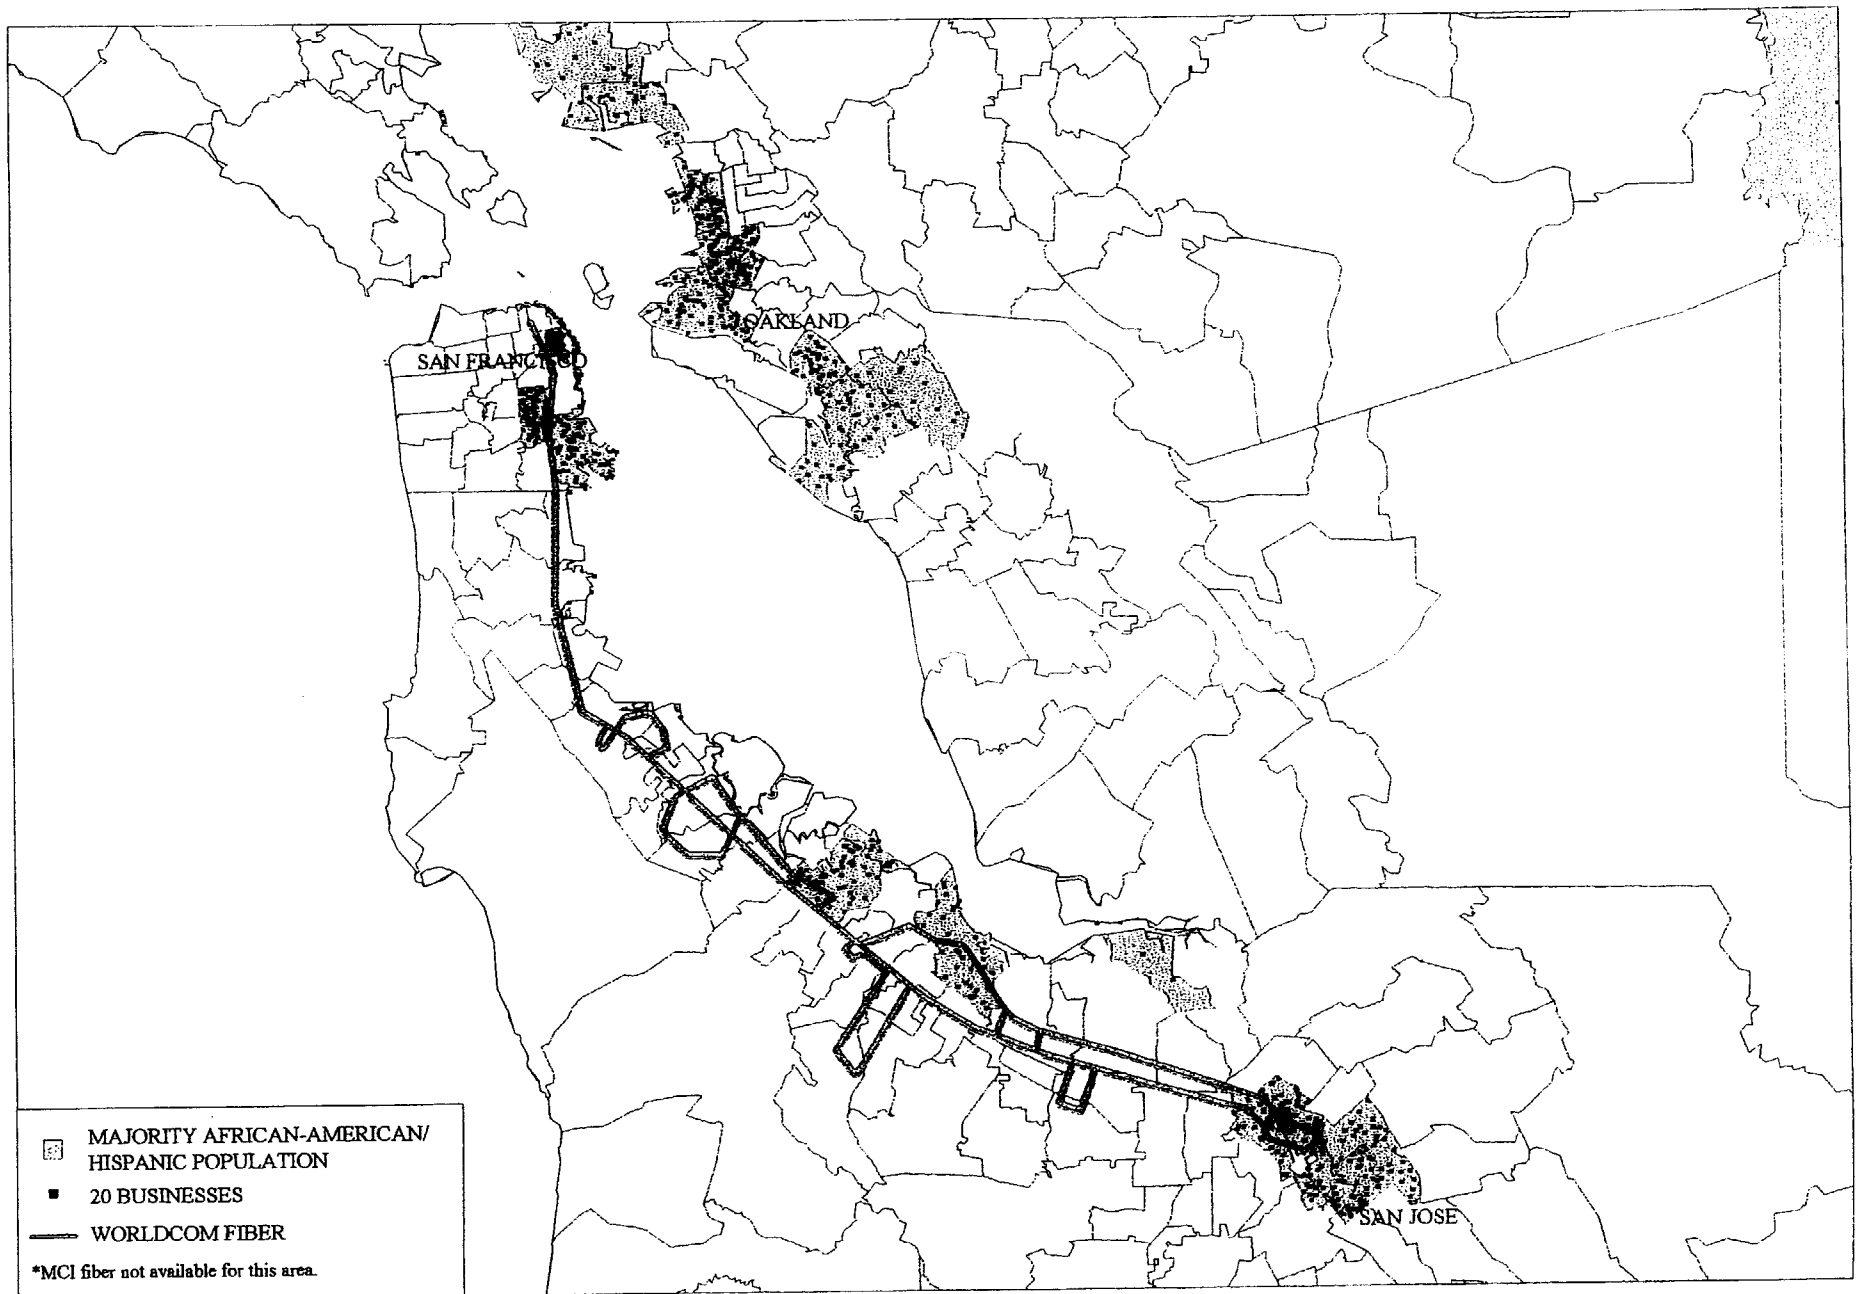 OAKLAND
SAN FRANCISCO
SAN JOSE
MAJORITY AFRICAN-AMERICAN/
HISPANIC POPULATION
20 BUSINESSES
WORLDCOM FIBER
*MCI fiber not available for this area.